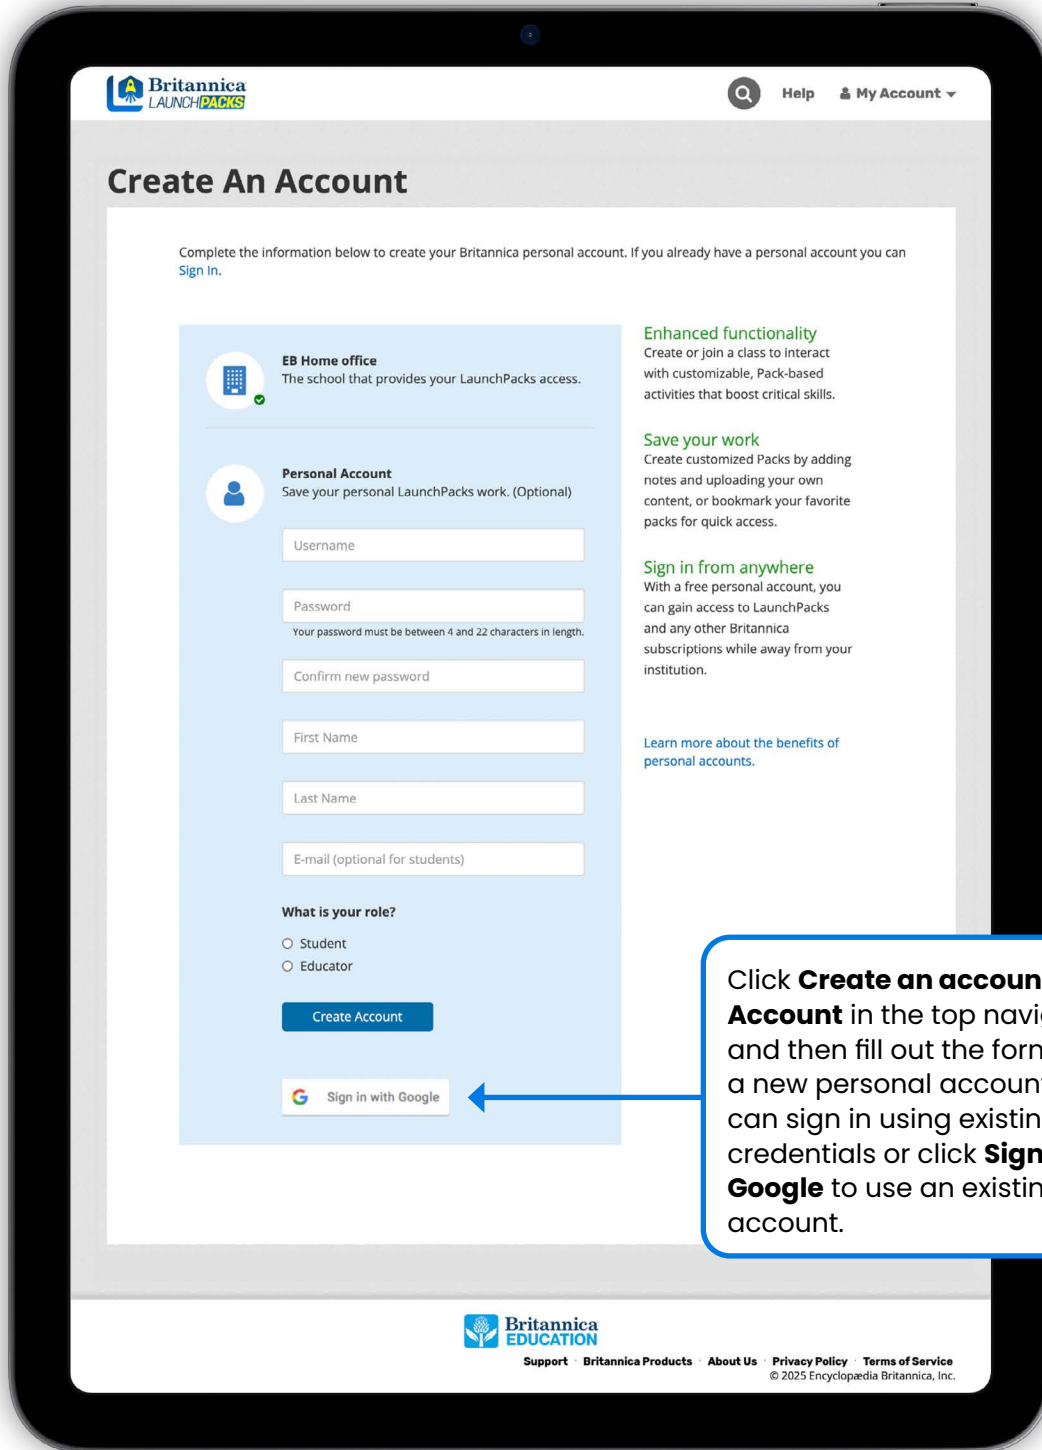 Britannica
LAUNCHPACKS
Help
My Account
Create An Account
Complete the information below to create your Britannica personal account. If you already have a personal account you can
Sign In.
EB Home office
The school that provides your LaunchPacks access.
Personal Account
Save your personal LaunchPacks work. (Optional)
Username
Password
Your password must be between 4 and 22 characters in length.
Confirm new password
First Name
Last Name
E-mail (optional for students)
What is your role?
Student
Educator
Create Account
Sign in with Google
Enhanced functionality
Create or join a class to interact
with customizable, Pack-based
activities that boost critical skills.
Save your work
Create customized Packs by adding
notes and uploading your own
content, or bookmark your favorite
packs for quick access.
Sign in from anywhere
With a free personal account, you
can gain access to LaunchPacks
and any other Britannica
subscriptions while away from your
institution.
Learn more about the benefits of
personal accounts.
Click Create an accoun
Account in the top navi
and then fill out the for
a new personal accoun
can sign in using existin
credentials or click Sign
Google to use an existin
account.
Britannica
EDUCATION
Support · Britannica Products · About Us · Privacy Policy · Terms of Service
© 2025 Encyclopædia Britannica, Inc.